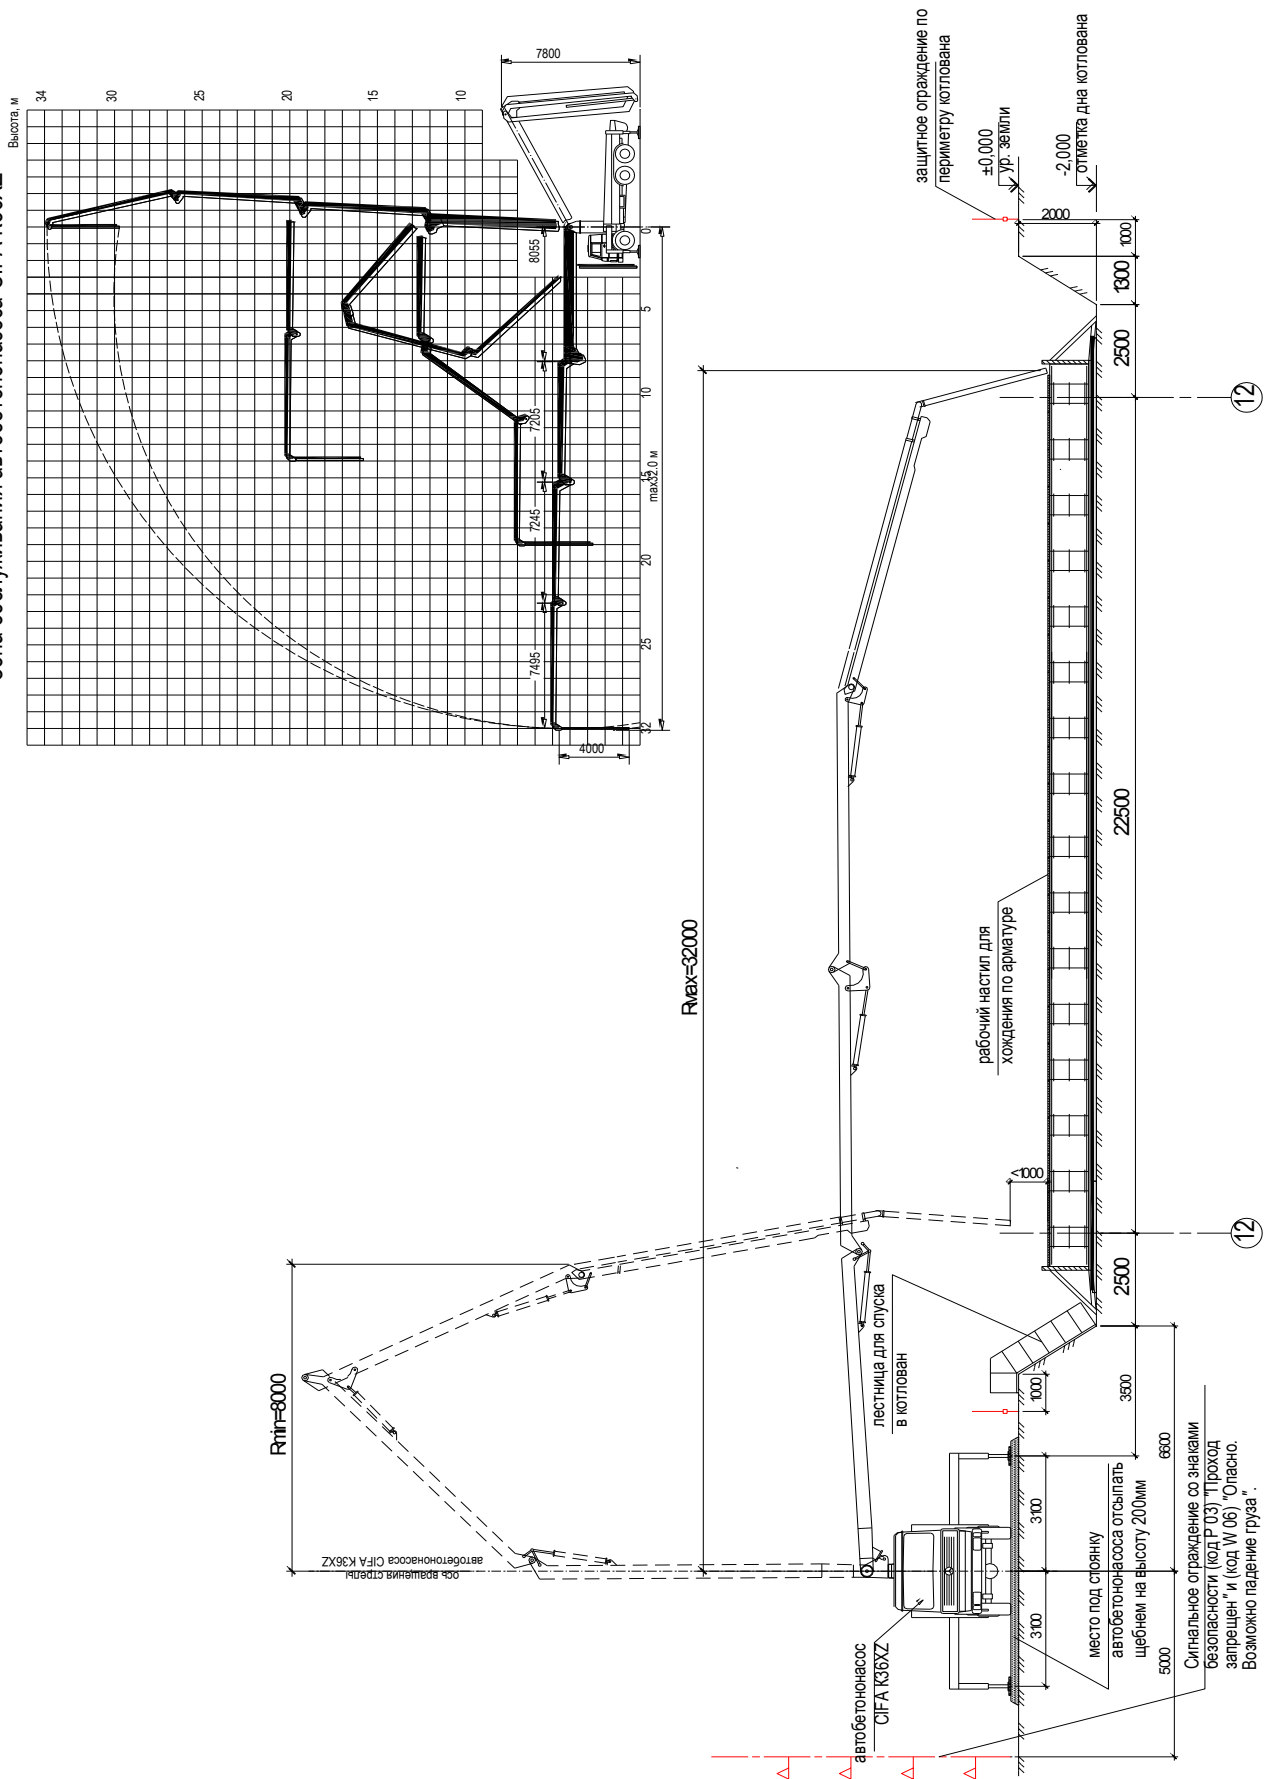 Высота, м
34
30
25
20
15
10
7800
0
5
10
15
20
25
32
max32.0 м
8055
7205
7245
7495
4000
защитное ограждение по
периметру котлована
±0,000
ур. земли
-2,000
отметка дна котлована
2000
1000
1300
2500
22500
2500
12
12
Rmax=32000
Rmin=8000
рабочий настил для
хождения по арматуре
<1000
лестница для спуска
в котлован
1000
3500
6600
3100
3100
5000
ось вращения стрелы
автобетононасоса CIFA K36XZ
автобетононасос
CIFA K36XZ
место под стоянку
автобетононасоса отсыпать
щебнем на высоту 200мм
Сигнальное ограждение со знаками
безопасности (код P 03) "Проход
запрещен" и (код W 06) "Опасно.
Возможно падение груза".